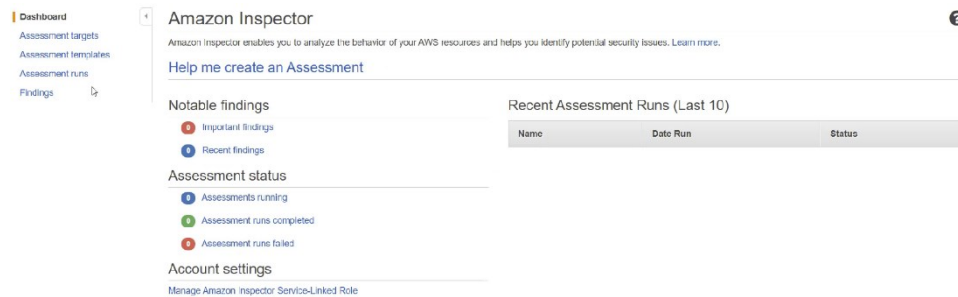 Dashboard
Assessment targets
Assessment templates
Assessment runs
Findings
Amazon Inspector
Amazon Inspector enables you to analyze the behavior of your AWS resources and helps you identify potential security issues. Learn more.
Help me create an Assessment
Notable findings
0 Important findings
0 Recent findings
Assessment status
0 Assessments running
0 Assessment runs completed
0 Assessment runs failed
Account settings
Manage Amazon Inspector Service-Linked Role
Recent Assessment Runs (Last 10)
Name Date Run Status